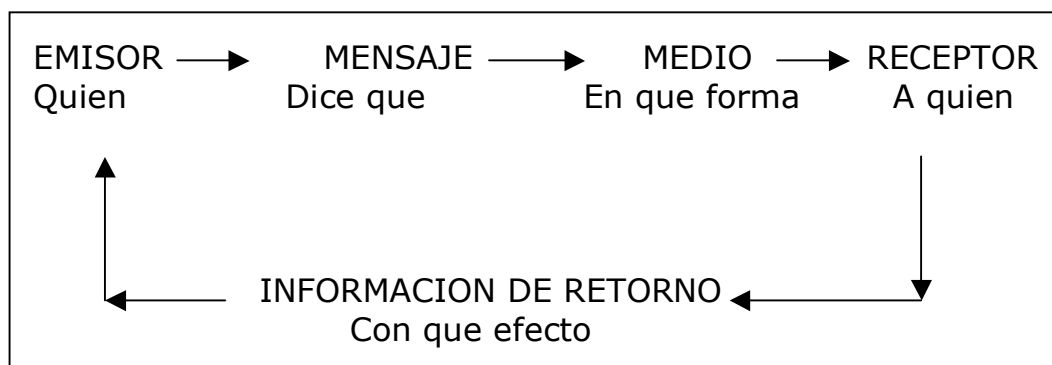 EMISOR MENSAJE MEDIO RECEPTOR
Quien Dice que En que forma A quien
INFORMACION DE RETORNO
Con que efecto